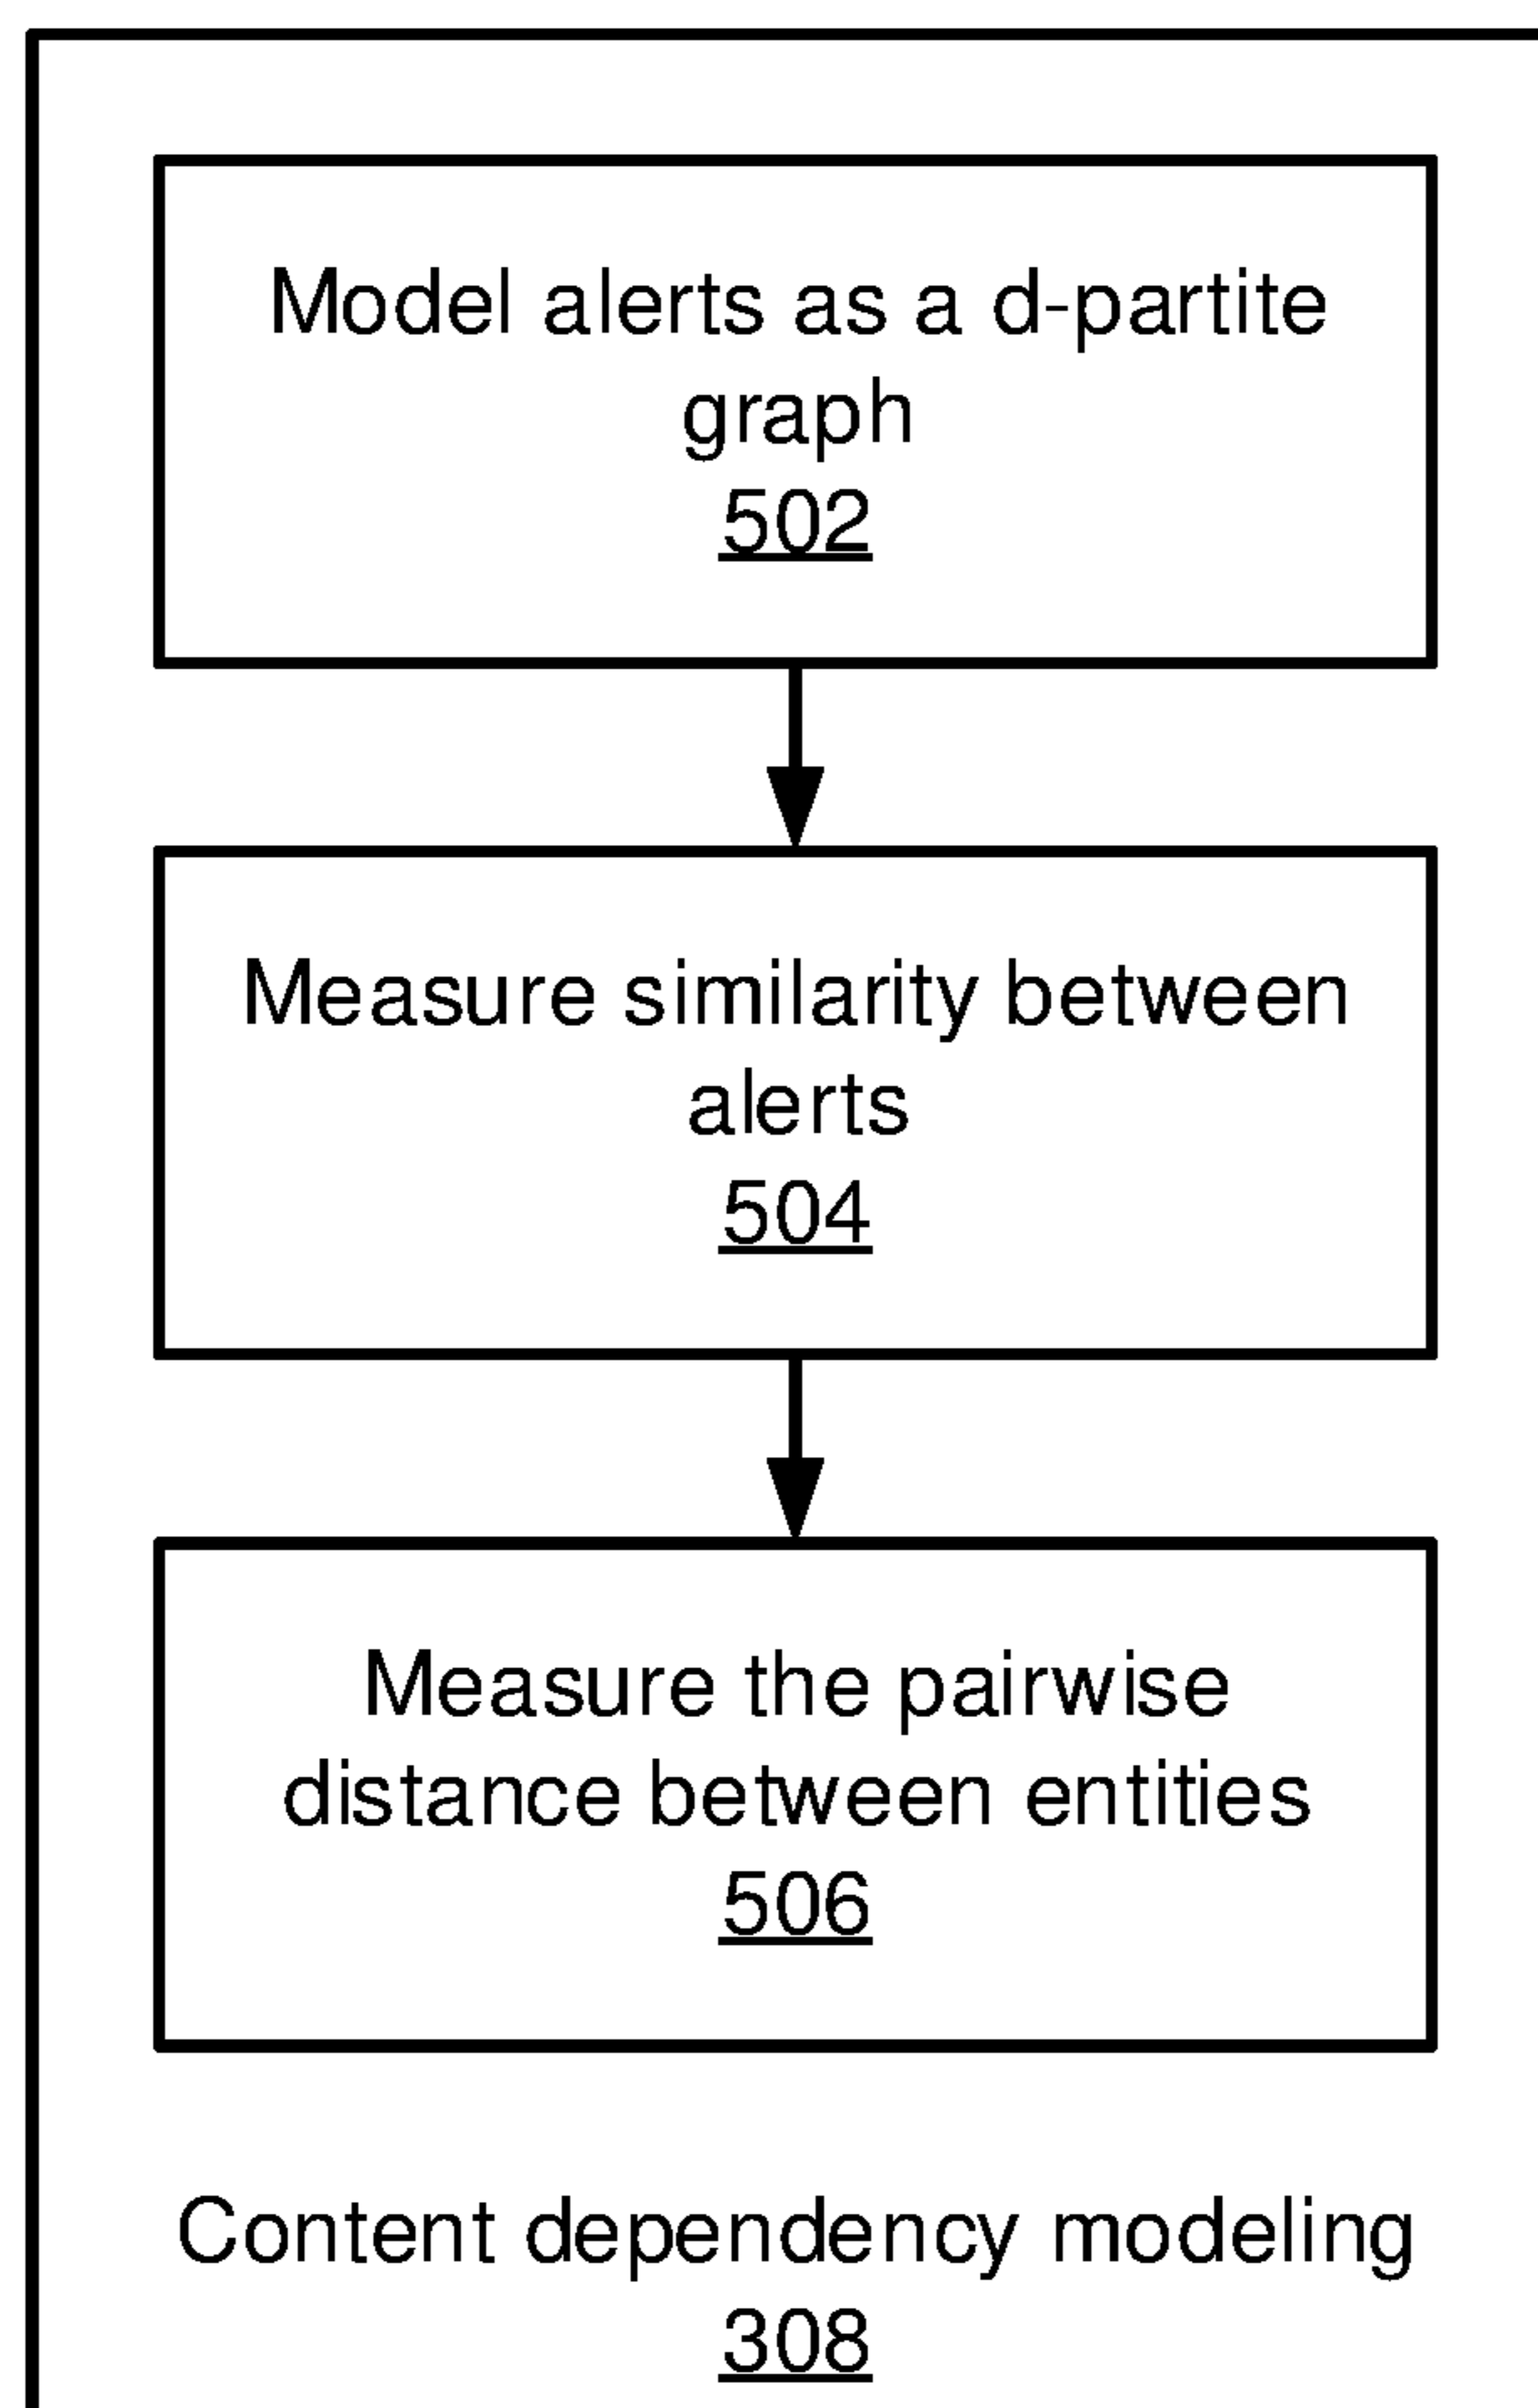 Model alerts as a d-partite
graph
502
Measure similarity between
alerts
504
Measure the pairwise
distance between entities
506
Content dependency modeling
308